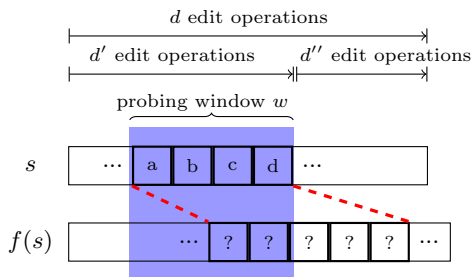 d edit operations
d′ edit operations d″ edit operations
probing window w
s ... a b c d ...
f(s) ... ? ? ? ? ? ...